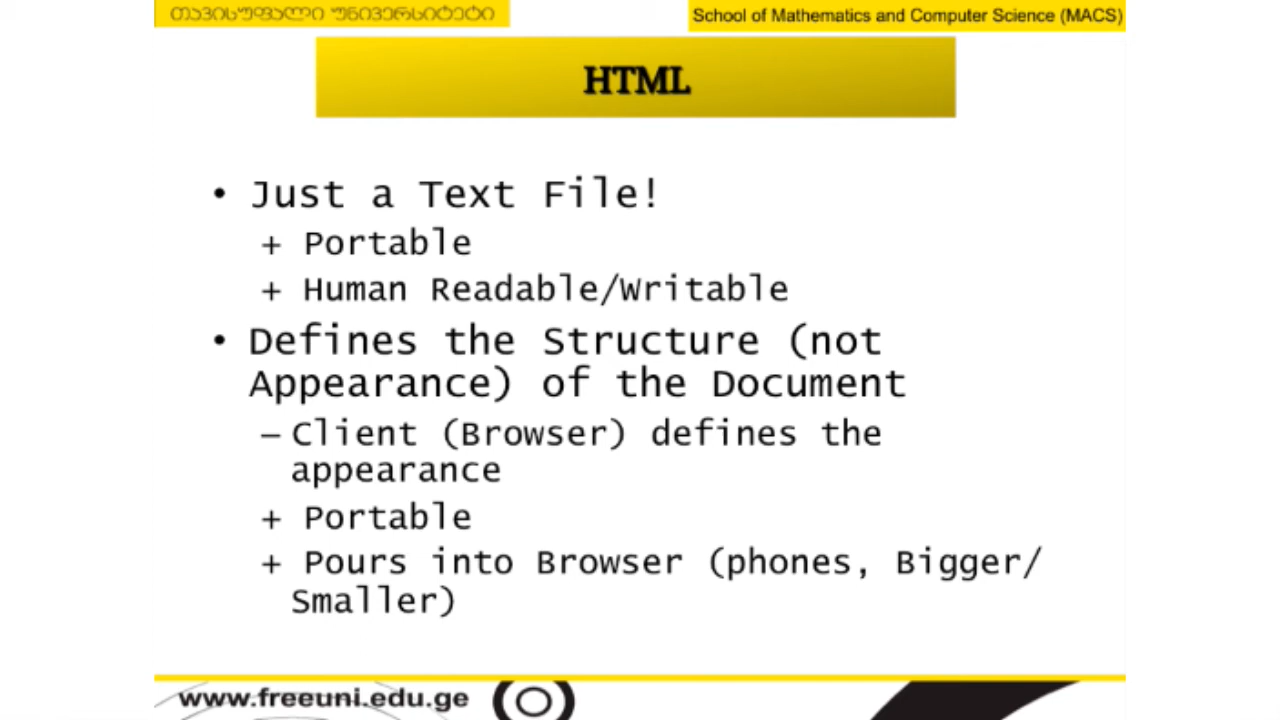 თავისუფალი უნივერსიტეტი
School of Mathematics and Computer Science (MACS)
HTML
• Just a Text File!
+ Portable
+ Human Readable/Writable
• Defines the Structure (not
Appearance) of the Document
– Client (Browser) defines the
appearance
+ Portable
+ Pours into Browser (phones, Bigger/
Smaller)
www.freeuni.edu.ge